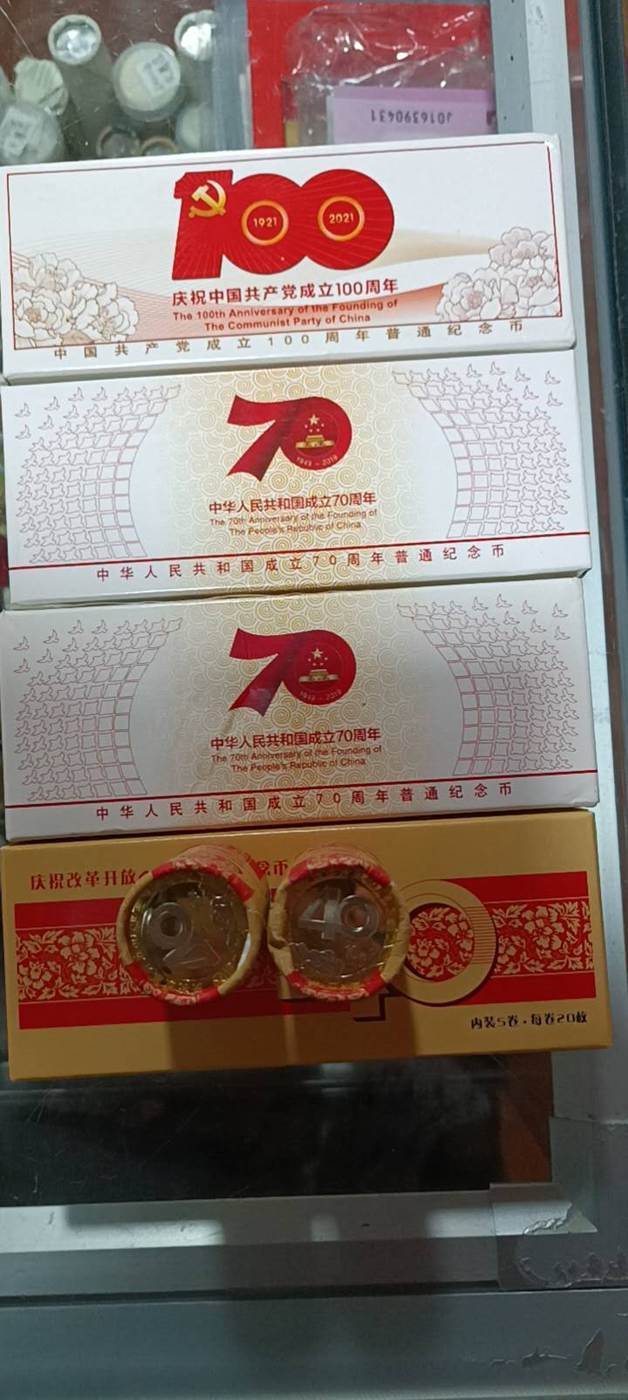 J016390431
100
1921
2021
庆祝中国共产党成立100周年
The 100th Anniversary of the Founding of
The Communist Party of China
中国共产党成立100周年普通纪念币
70
1949-2019
中华人民共和国成立70周年
The 70th Anniversary of the Founding of
The People's Republic of China
中华人民共和国成立70周年普通纪念币
70
1949-2019
中华人民共和国成立70周年
The 70th Anniversary of the Founding of
The People's Republic of China
中华人民共和国成立70周年普通纪念币
庆祝改革开放
念币
40
内装5卷·每卷20枚